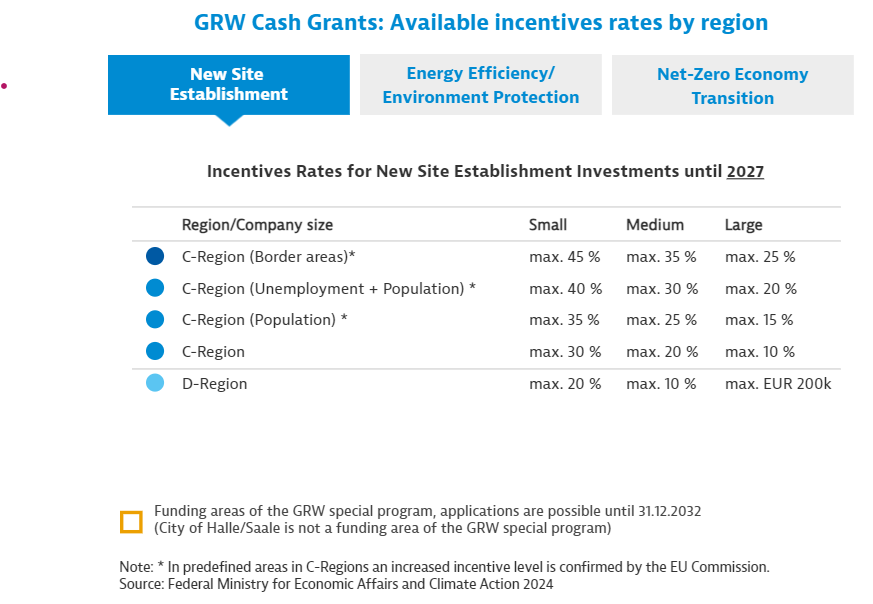 GRW Cash Grants: Available incentives rates by region
New Site
Establishment
Energy Efficiency/
Environment Protection
Net-Zero Economy
Transition
Incentives Rates for New Site Establishment Investments until 2027
Region/Company size Small Medium Large
C-Region (Border areas)* max. 45 % max. 35 % max. 25 %
C-Region (Unemployment + Population) * max. 40 % max. 30 % max. 20 %
C-Region (Population) * max. 35 % max. 25 % max. 15 %
C-Region max. 30 % max. 20 % max. 10 %
D-Region max. 20 % max. 10 % max. EUR 200k
Funding areas of the GRW special program, applications are possible until 31.12.2032
(City of Halle/Saale is not a funding area of the GRW special program)
Note: * In predefined areas in C-Regions an increased incentive level is confirmed by the EU Commission.
Source: Federal Ministry for Economic Affairs and Climate Action 2024